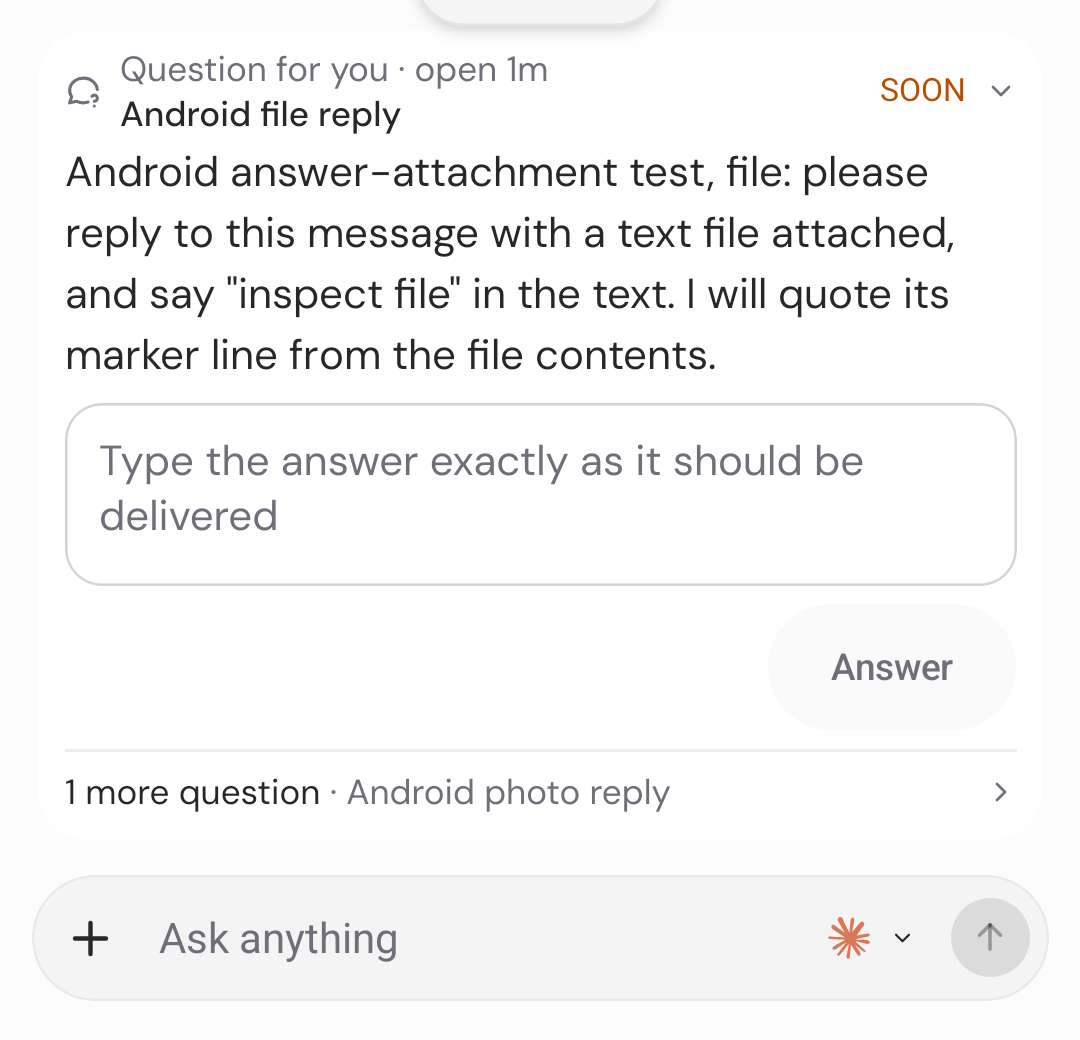 Question for you · open 1m
Android file reply
SOON
Android answer-attachment test, file: please
reply to this message with a text file attached,
and say "inspect file" in the text. I will quote its
marker line from the file contents.
Type the answer exactly as it should be
delivered
Answer
1 more question · Android photo reply
Ask anything